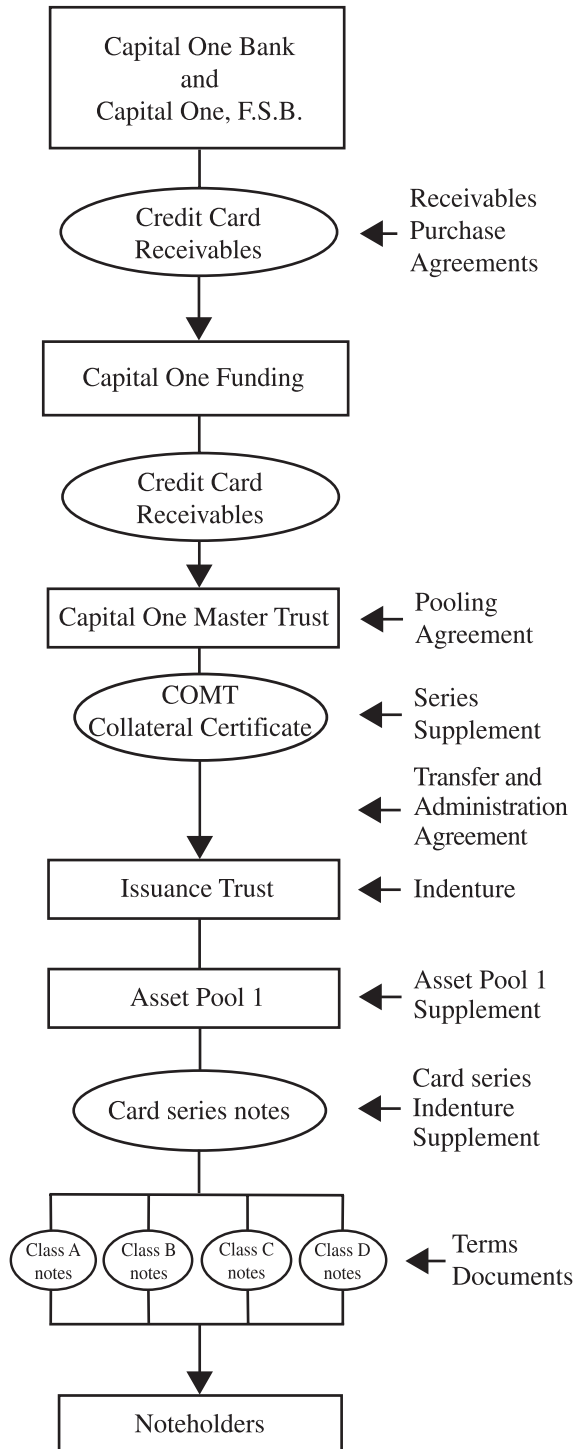 Capital One Bank
and
Capital One, F.S.B.
Credit Card
Receivables
Receivables
Purchase
Agreements
Capital One Funding
Credit Card
Receivables
Capital One Master Trust
Pooling
Agreement
COMT
Collateral Certificate
Series
Supplement
Transfer and
Administration
Agreement
Issuance Trust
Indenture
Asset Pool 1
Asset Pool 1
Supplement
Card series notes
Card series
Indenture
Supplement
Class A
notes
Class B
notes
Class C
notes
Class D
notes
Terms
Documents
Noteholders